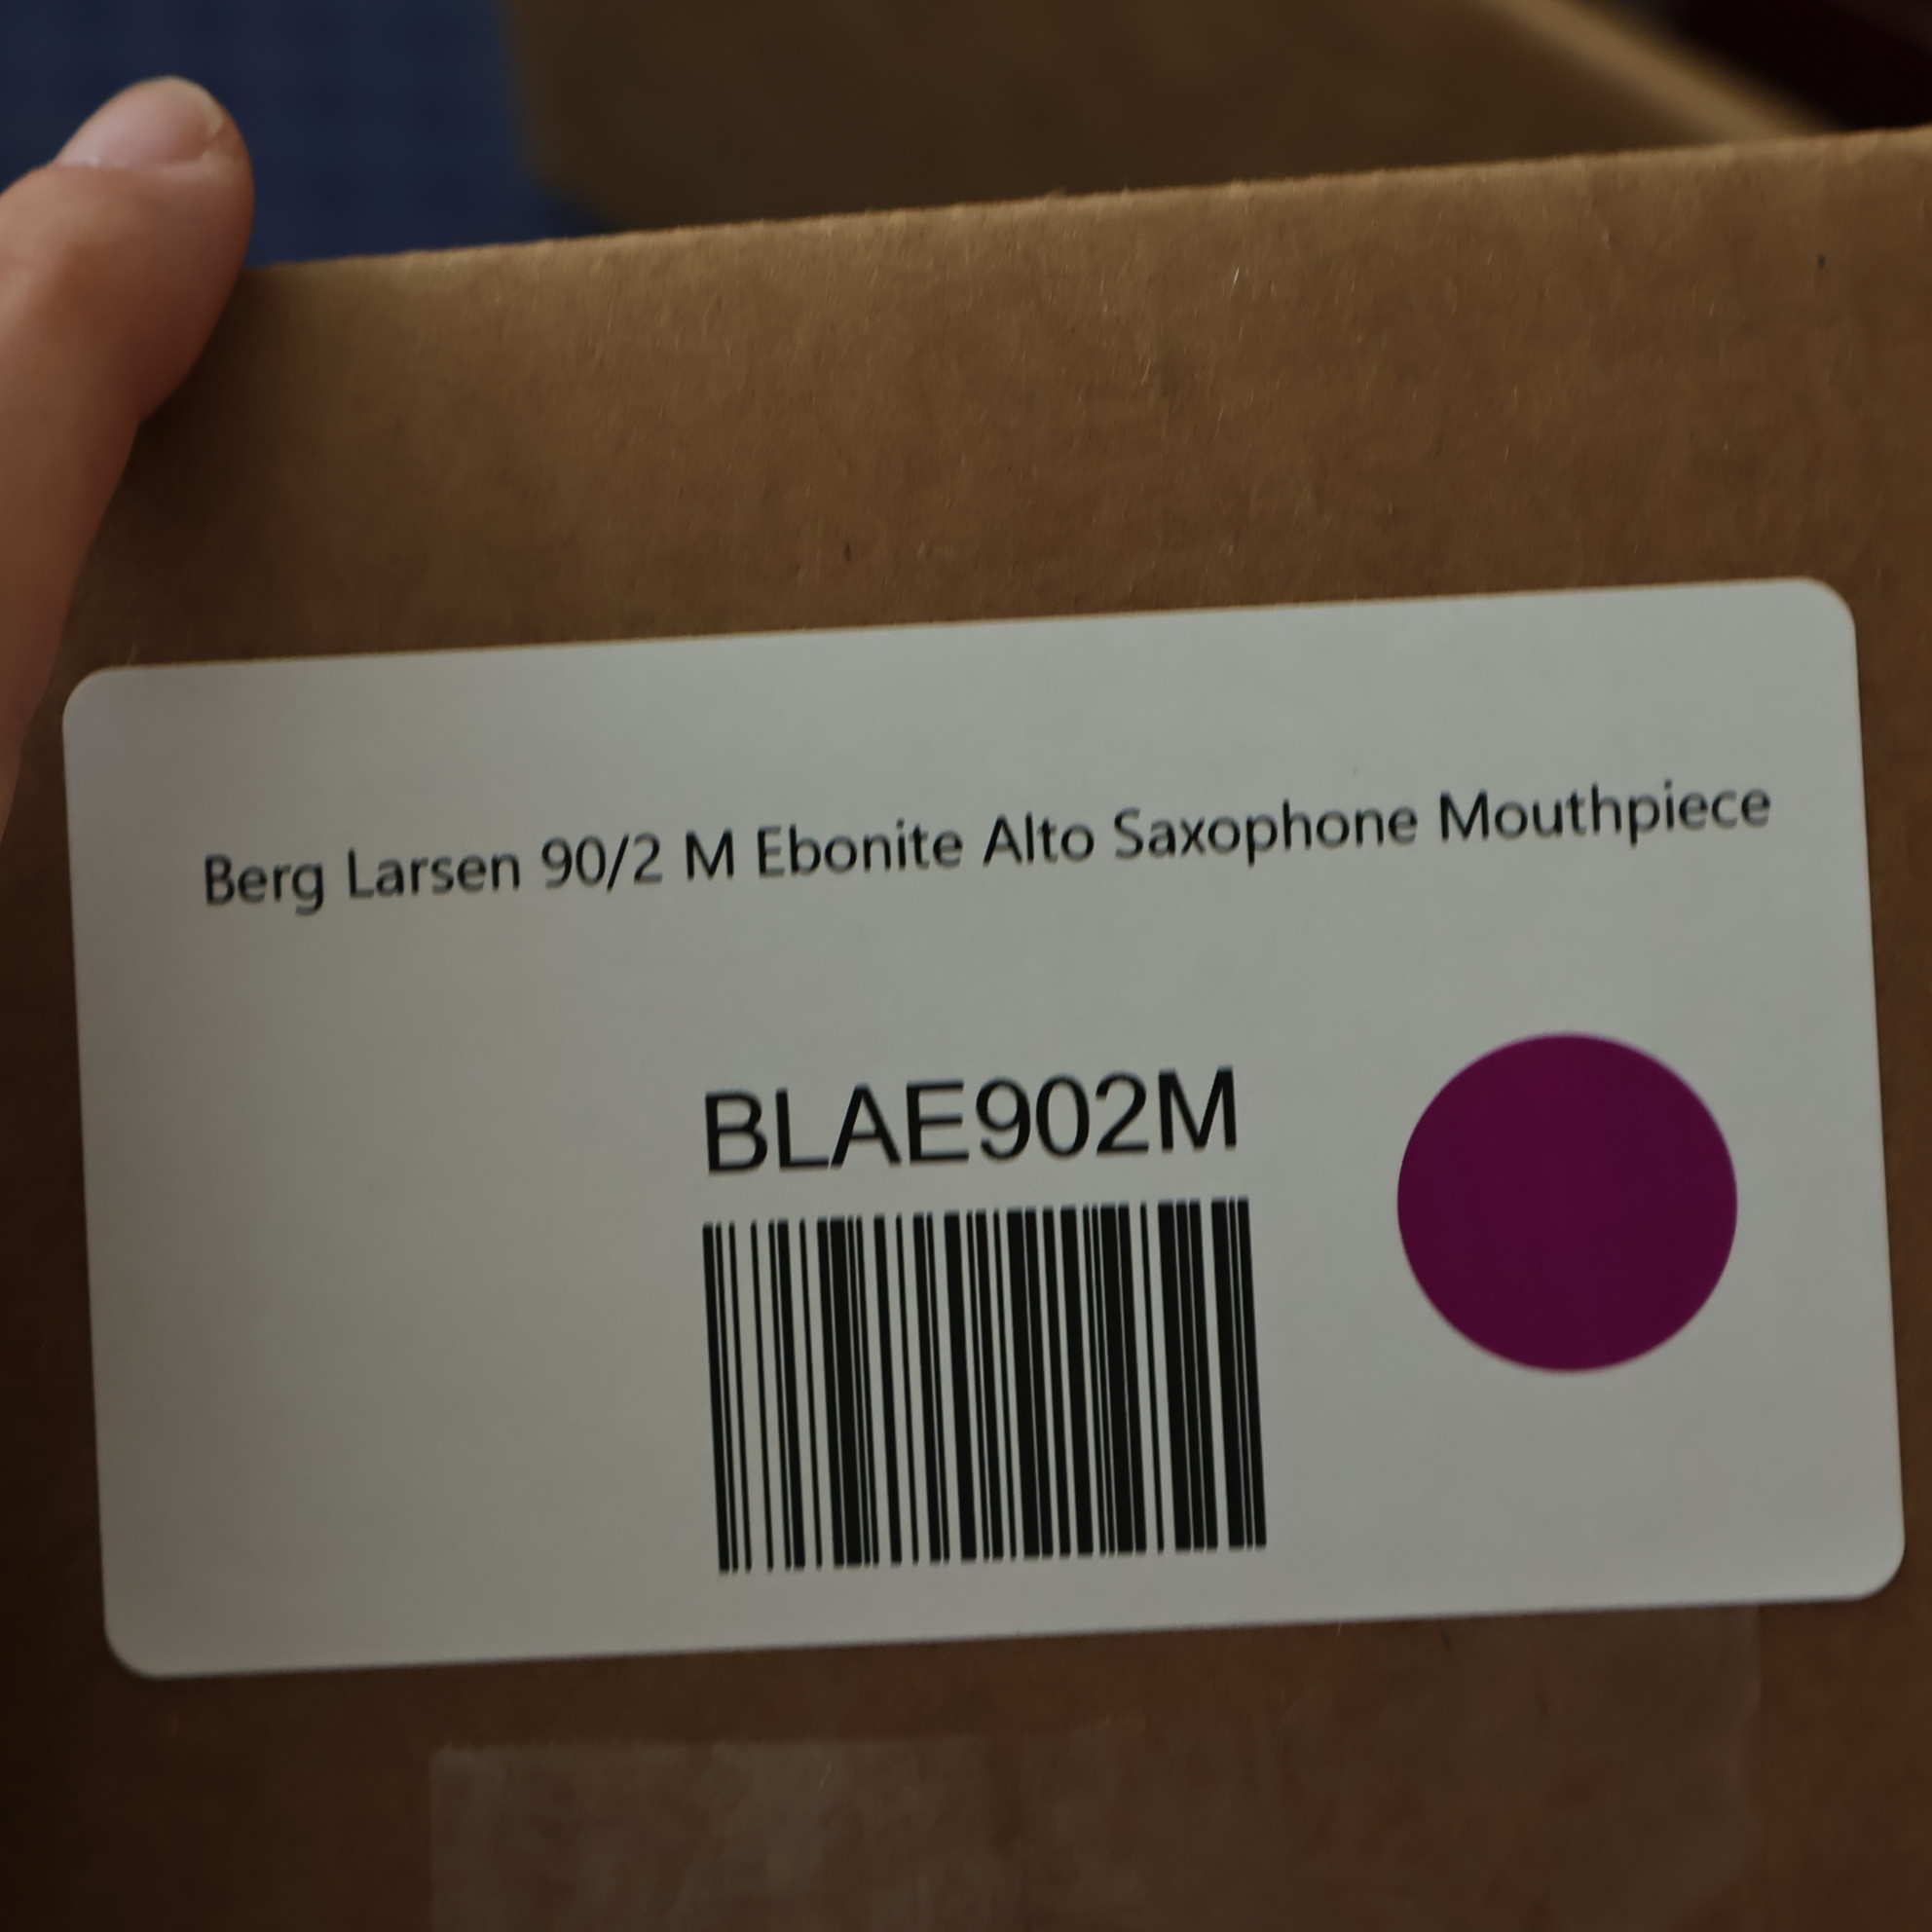 Berg Larsen 90/2 M Ebonite Alto Saxophone Mouthpiece
BLAE902M